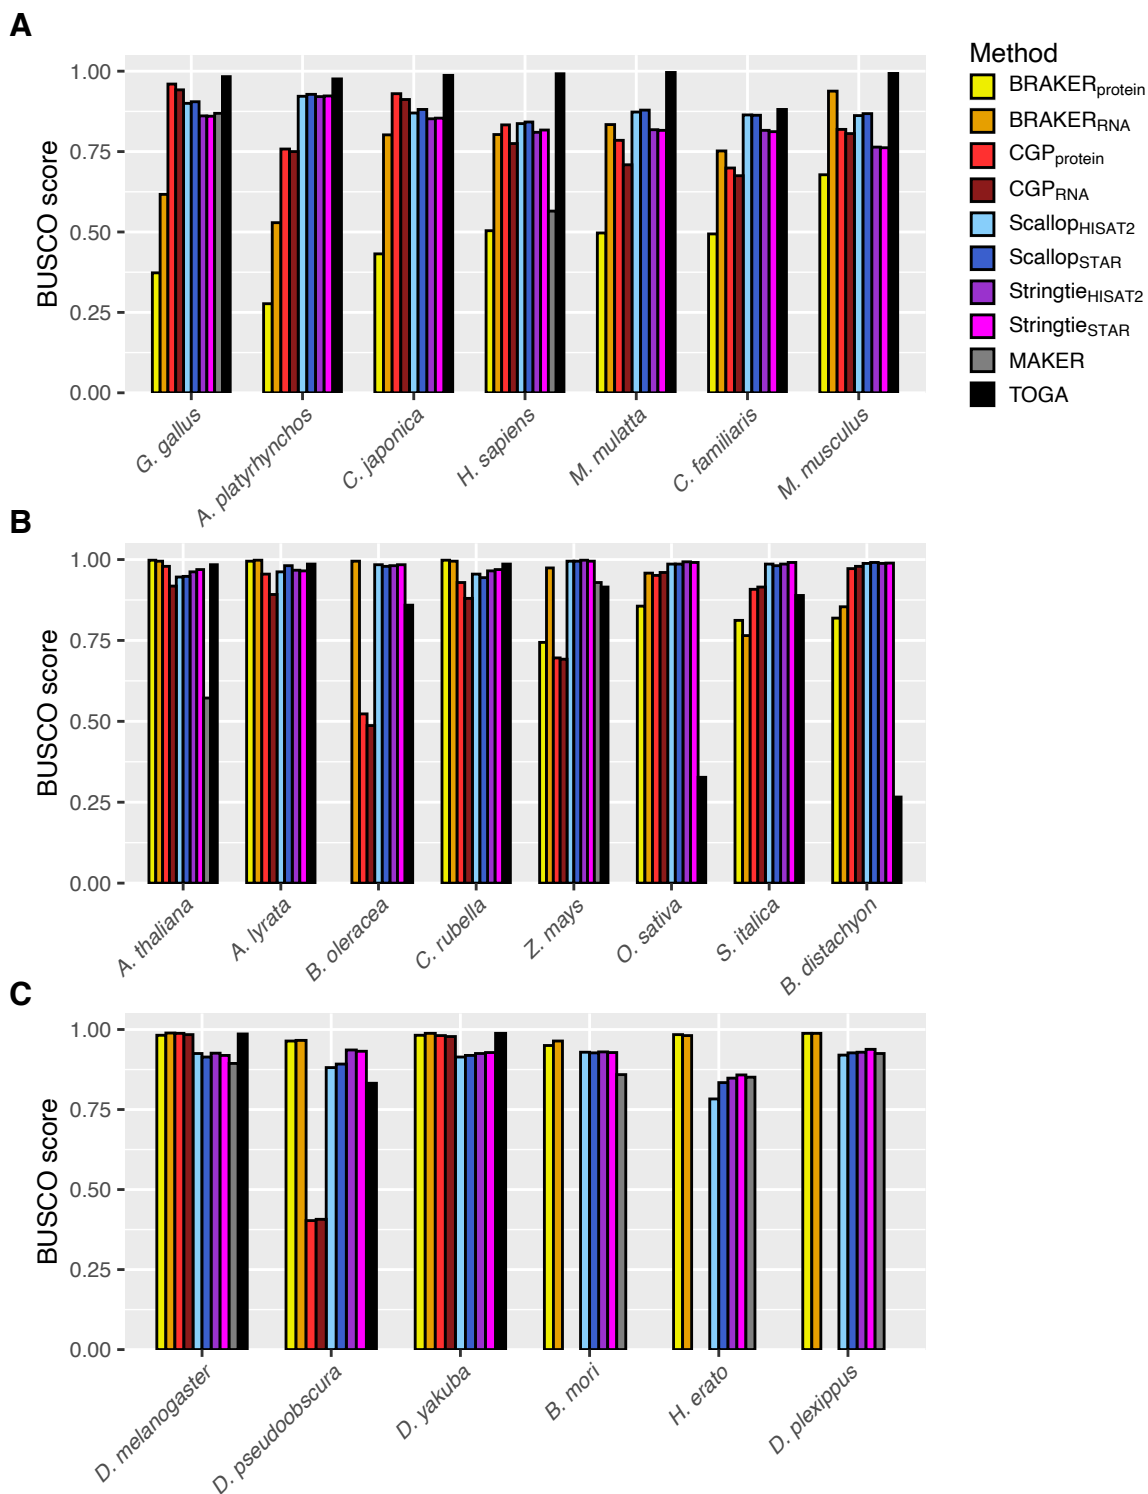 A
BUSCO score
1.00
0.75
0.50
0.25
0.00
G. gallus
A. platyrhynchos
C. japonica
H. sapiens
M. mulatta
C. familiaris
M. musculus
Method
BRAKERprotein
BRAKERRNA
CGPprotein
CGPRNA
ScallopHISAT2
ScallopSTAR
StringtieHISAT2
StringtieSTAR
MAKER
TOGA
B
BUSCO score
1.00
0.75
0.50
0.25
0.00
A. thaliana
A. lyrata
B. oleracea
C. rubella
Z. mays
O. sativa
S. italica
B. distachyon
C
BUSCO score
1.00
0.75
0.50
0.25
0.00
D. melanogaster
D. pseudoobscura
D. yakuba
B. mori
H. erato
D. plexippus